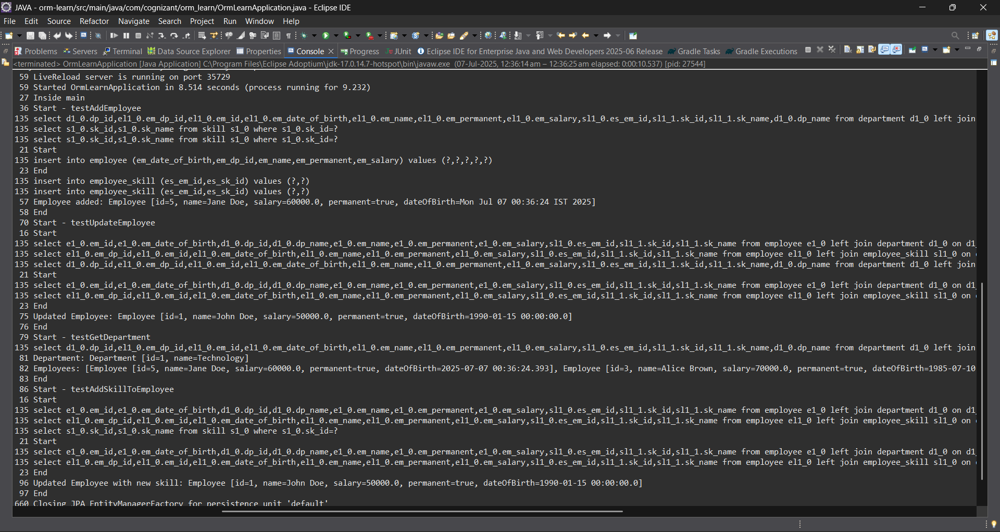 JAVA - orm-learn/src/main/java/com/cognizant/orm_learn/OrmLearnApplication.java - Eclipse IDE
File Edit Source Refactor Navigate Search Project Run Window Help
Problems Servers Terminal Data Source Explorer Properties Console Progress JUnit Eclipse IDE for Enterprise Java and Web Developers 2025-06 Release Gradle Tasks Gradle Executions
<terminated> OrmLearnApplication [Java Application] C:\Program Files\Eclipse Adoptium\jdk-17.0.14.7-hotspot\bin\javaw.exe (07-Jul-2025, 12:36:14 am – 12:36:25 am elapsed: 0:00:10.537) [pid: 27544]
59 LiveReload server is running on port 35729
59 Started OrmLearnApplication in 8.514 seconds (process running for 9.232)
27 Inside main
36 Start - testAddEmployee
135 select d1_0.dp_id,el1_0.em_dp_id,el1_0.em_id,el1_0.em_date_of_birth,el1_0.em_name,el1_0.em_permanent,el1_0.em_salary,sl1_0.es_em_id,sl1_1.sk_id,sl1_1.sk_name,d1_0.dp_name from department d1_0 left join
135 select s1_0.sk_id,s1_0.sk_name from skill s1_0 where s1_0.sk_id=?
135 select s1_0.sk_id,s1_0.sk_name from skill s1_0 where s1_0.sk_id=?
21 Start
135 insert into employee (em_date_of_birth,em_dp_id,em_name,em_permanent,em_salary) values (?,?,?,?,?)
23 End
135 insert into employee_skill (es_em_id,es_sk_id) values (?,?)
135 insert into employee_skill (es_em_id,es_sk_id) values (?,?)
57 Employee added: Employee [id=5, name=Jane Doe, salary=60000.0, permanent=true, dateOfBirth=Mon Jul 07 00:36:24 IST 2025]
58 End
70 Start - testUpdateEmployee
16 Start
135 select e1_0.em_id,e1_0.em_date_of_birth,d1_0.dp_id,d1_0.dp_name,e1_0.em_name,e1_0.em_permanent,e1_0.em_salary,sl1_0.es_em_id,sl1_1.sk_id,sl1_1.sk_name from employee e1_0 left join department d1_0 on d1_
135 select el1_0.em_dp_id,el1_0.em_id,el1_0.em_date_of_birth,el1_0.em_name,el1_0.em_permanent,el1_0.em_salary,sl1_0.es_em_id,sl1_1.sk_id,sl1_1.sk_name from employee el1_0 left join employee_skill sl1_0 on
135 select d1_0.dp_id,el1_0.em_dp_id,el1_0.em_id,el1_0.em_date_of_birth,el1_0.em_name,el1_0.em_permanent,el1_0.em_salary,sl1_0.es_em_id,sl1_1.sk_id,sl1_1.sk_name,d1_0.dp_name from department d1_0 left join
21 Start
135 select e1_0.em_id,e1_0.em_date_of_birth,d1_0.dp_id,d1_0.dp_name,e1_0.em_name,e1_0.em_permanent,e1_0.em_salary,sl1_0.es_em_id,sl1_1.sk_id,sl1_1.sk_name from employee e1_0 left join department d1_0 on d1_
135 select el1_0.em_dp_id,el1_0.em_id,el1_0.em_date_of_birth,el1_0.em_name,el1_0.em_permanent,el1_0.em_salary,sl1_0.es_em_id,sl1_1.sk_id,sl1_1.sk_name from employee el1_0 left join employee_skill sl1_0 on
23 End
75 Updated Employee: Employee [id=1, name=John Doe, salary=50000.0, permanent=true, dateOfBirth=1990-01-15 00:00:00.0]
76 End
79 Start - testGetDepartment
135 select d1_0.dp_id,el1_0.em_dp_id,el1_0.em_id,el1_0.em_date_of_birth,el1_0.em_name,el1_0.em_permanent,el1_0.em_salary,sl1_0.es_em_id,sl1_1.sk_id,sl1_1.sk_name,d1_0.dp_name from department d1_0 left join
81 Department: Department [id=1, name=Technology]
82 Employees: [Employee [id=5, name=Jane Doe, salary=60000.0, permanent=true, dateOfBirth=2025-07-07 00:36:24.393], Employee [id=3, name=Alice Brown, salary=70000.0, permanent=true, dateOfBirth=1985-07-10
83 End
86 Start - testAddSkillToEmployee
16 Start
135 select e1_0.em_id,e1_0.em_date_of_birth,d1_0.dp_id,d1_0.dp_name,e1_0.em_name,e1_0.em_permanent,e1_0.em_salary,sl1_0.es_em_id,sl1_1.sk_id,sl1_1.sk_name from employee e1_0 left join department d1_0 on d1_
135 select el1_0.em_dp_id,el1_0.em_id,el1_0.em_date_of_birth,el1_0.em_name,el1_0.em_permanent,el1_0.em_salary,sl1_0.es_em_id,sl1_1.sk_id,sl1_1.sk_name from employee el1_0 left join employee_skill sl1_0 on
135 select s1_0.sk_id,s1_0.sk_name from skill s1_0 where s1_0.sk_id=?
21 Start
135 select e1_0.em_id,e1_0.em_date_of_birth,d1_0.dp_id,d1_0.dp_name,e1_0.em_name,e1_0.em_permanent,e1_0.em_salary,sl1_0.es_em_id,sl1_1.sk_id,sl1_1.sk_name from employee e1_0 left join department d1_0 on d1_
135 select el1_0.em_dp_id,el1_0.em_id,el1_0.em_date_of_birth,el1_0.em_name,el1_0.em_permanent,el1_0.em_salary,sl1_0.es_em_id,sl1_1.sk_id,sl1_1.sk_name from employee el1_0 left join employee_skill sl1_0 on
23 End
96 Updated Employee with new skill: Employee [id=1, name=John Doe, salary=50000.0, permanent=true, dateOfBirth=1990-01-15 00:00:00.0]
97 End
660 Closing JPA EntityManagerFactory for persistence unit 'default'